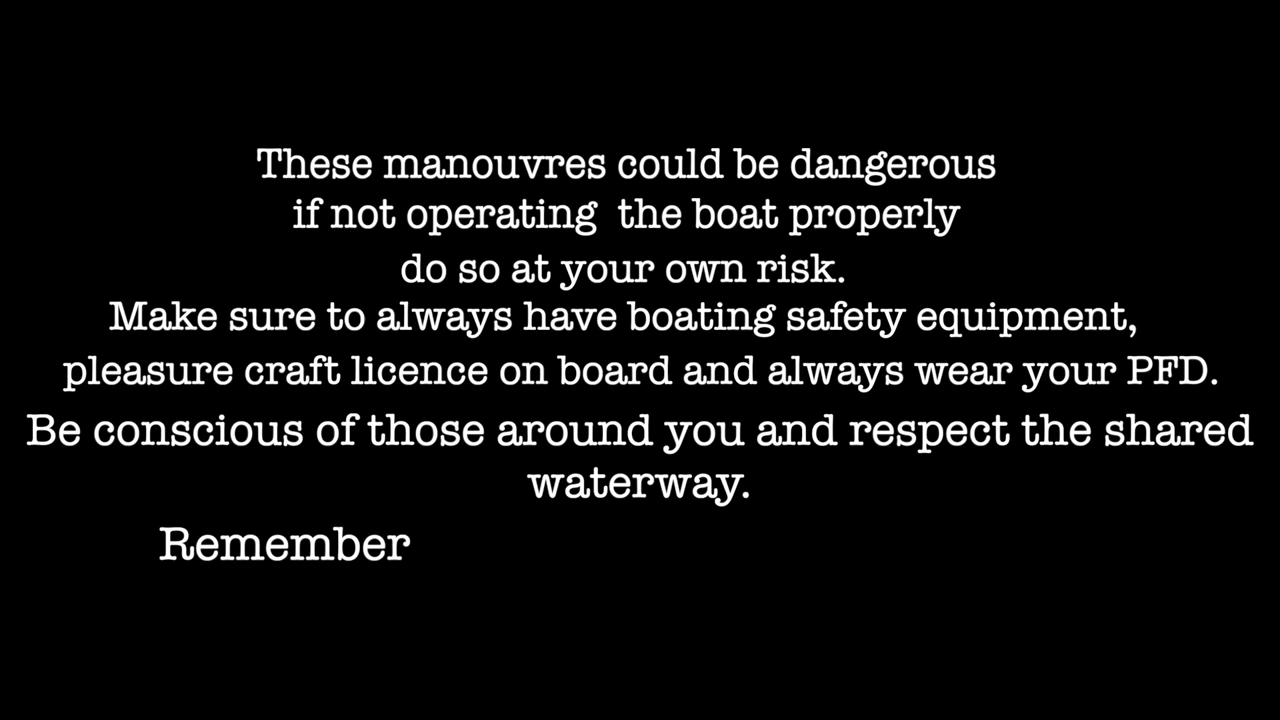 These manouvres could be dangerous
if not operating  the boat properly
do so at your own risk.
Make sure to always have boating safety equipment,
pleasure craft licence on board and always wear your PFD.
Be conscious of those around you and respect the shared
waterway.
Remember